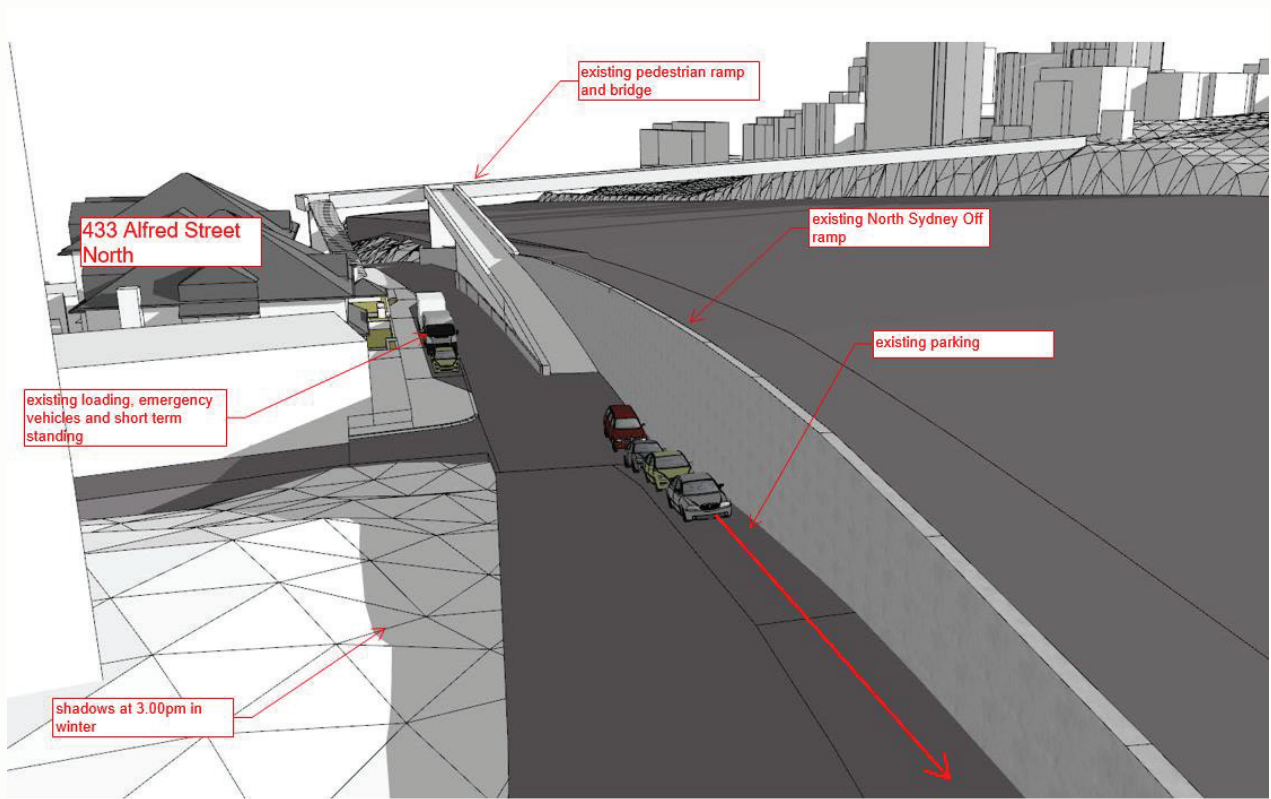 existing pedestrian ramp
and bridge
433 Alfred Street
North
existing North Sydney Off
ramp
existing parking
existing loading, emergency
vehicles and short term
standing
shadows at 3.00pm in
winter